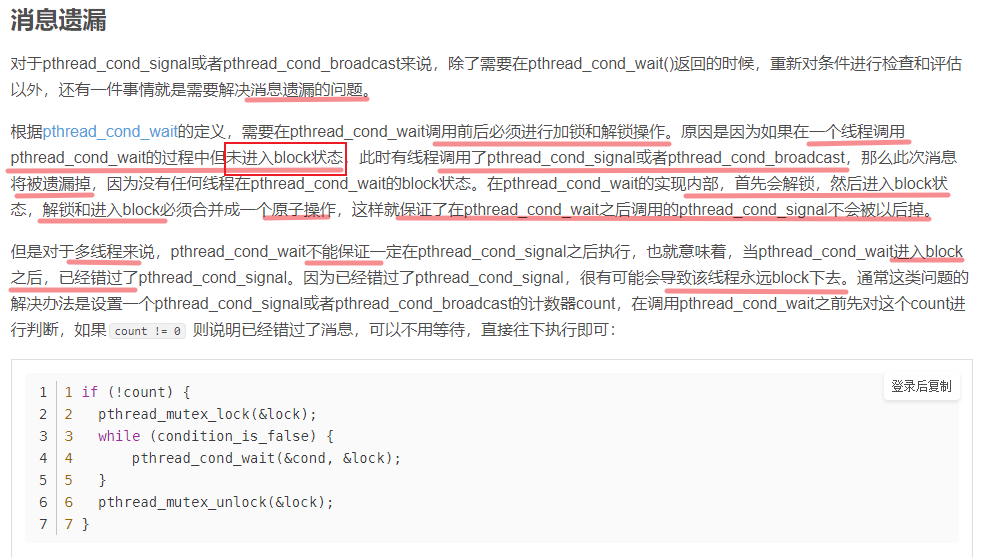 消息遗漏
对于pthread_cond_signal或者pthread_cond_broadcast来说，除了需要在pthread_cond_wait()返回的时候，重新对条件进行检查和评估
以外，还有一件事情就是需要解决消息遗漏的问题。
根据pthread_cond_wait的定义，需要在pthread_cond_wait调用前后必须进行加锁和解锁操作。原因是因为如果在一个线程调用
pthread_cond_wait的过程中但未进入block状态，此时有线程调用了pthread_cond_signal或者pthread_cond_broadcast，那么此次消息
将被遗漏掉，因为没有任何线程在pthread_cond_wait的block状态。在pthread_cond_wait的实现内部，首先会解锁，然后进入block状
态，解锁和进入block必须合并成一个原子操作，这样就保证了在pthread_cond_wait之后调用的pthread_cond_signal不会被以后掉。
但是对于多线程来说，pthread_cond_wait不能保证一定在pthread_cond_signal之后执行，也就意味着，当pthread_cond_wait进入block
之后，已经错过了pthread_cond_signal。因为已经错过了pthread_cond_signal，很有可能会导致该线程永远block下去。通常这类问题的
解决办法是设置一个pthread_cond_signal或者pthread_cond_broadcast的计数器count，在调用pthread_cond_wait之前先对这个count进
行判断，如果 count != 0 则说明已经错过了消息，可以不用等待，直接往下执行即可：
登录后复制
1 1 if (!count) {
2 2 pthread_mutex_lock(&lock);
3 3 while (condition_is_false) {
4 4 pthread_cond_wait(&cond, &lock);
5 5 }
6 6 pthread_mutex_unlock(&lock);
7 7 }